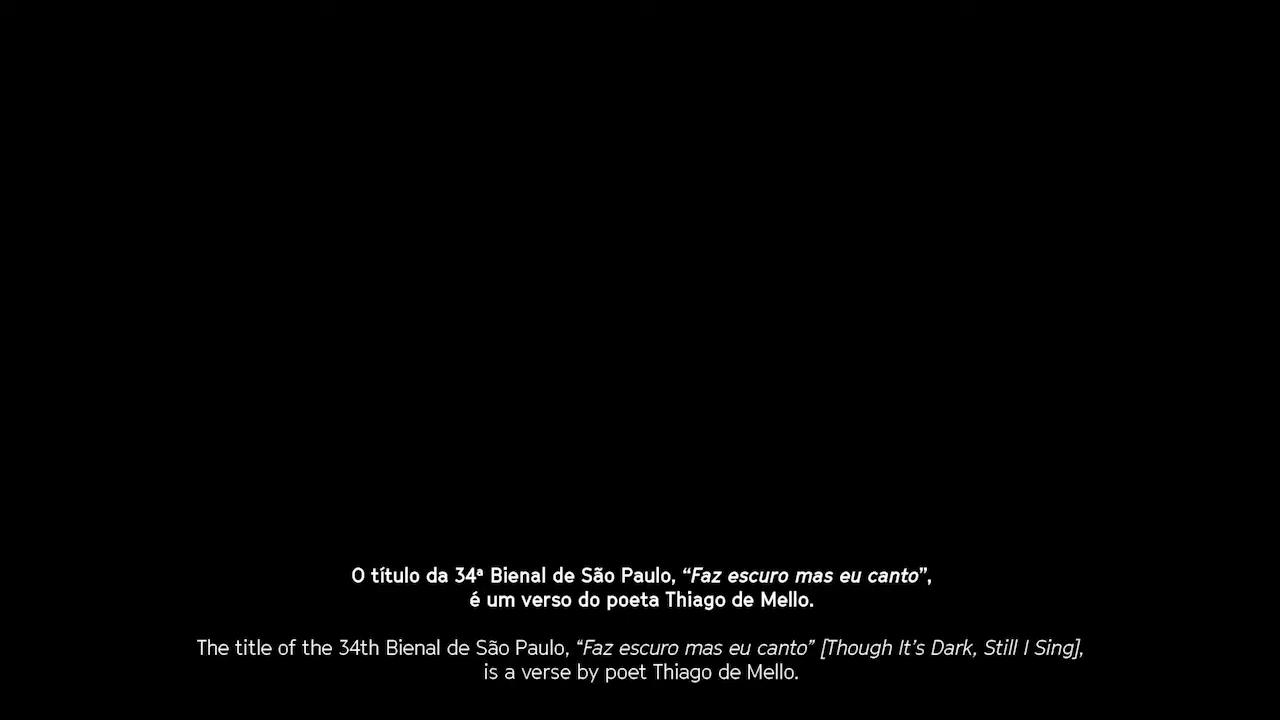 O título da 34ª Bienal de São Paulo, “Faz escuro mas eu canto”,
é um verso do poeta Thiago de Mello.
The title of the 34th Bienal de São Paulo, “Faz escuro mas eu canto” [Though It’s Dark, Still I Sing],
is a verse by poet Thiago de Mello.